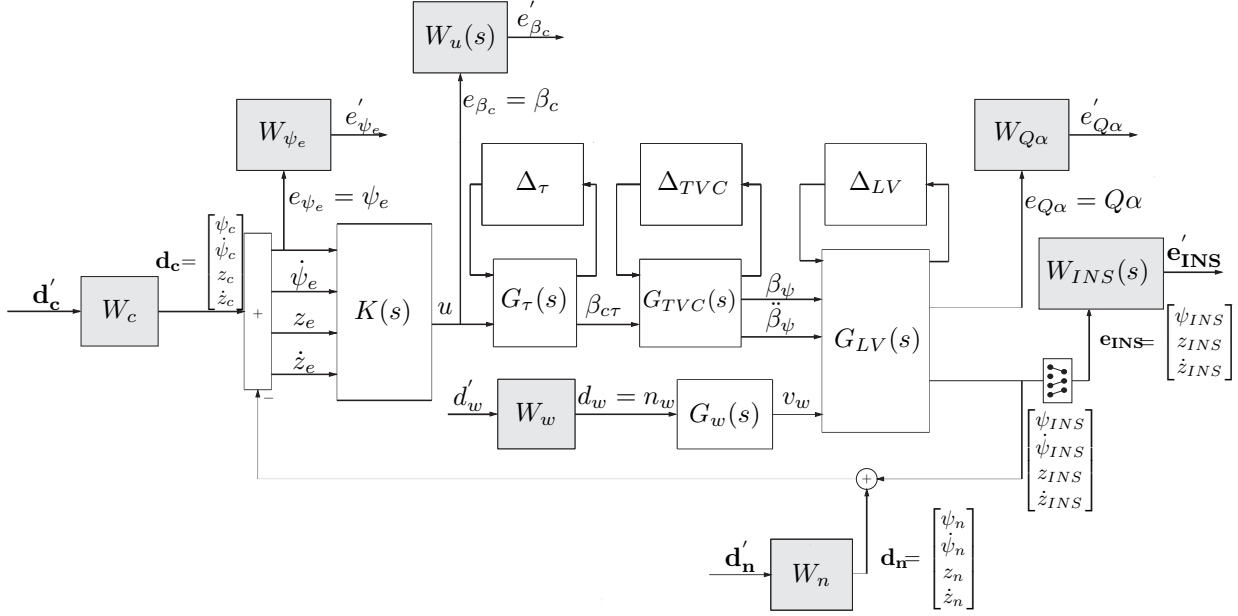 W_u(s)
e'_{β_c}
e_{β_c} = β_c
W_{ψ_e}
e'_{ψ_e}
e_{ψ_e} = ψ_e
W_{Qα}
e'_{Qα}
e_{Qα} = Qα
Δ_τ
Δ_{TVC}
Δ_{LV}
d'_c
W_c
d_c = [ψ_c
ψ̇_c
z_c
ż_c]
+
−
ψ̇_e
z_e
ż_e
K(s)
u
G_τ(s)
β_{cτ}
G_{TVC}(s)
β_ψ
β̈_ψ
G_{LV}(s)
W_{INS}(s)
e'_{INS}
e_{INS} = [ψ_{INS}
z_{INS}
ż_{INS}]
d'_w
W_w
d_w = n_w
G_w(s)
v_w
[ψ_{INS}
ψ̇_{INS}
z_{INS}
ż_{INS}]
+
d'_n
W_n
d_n = [ψ_n
ψ̇_n
z_n
ż_n]